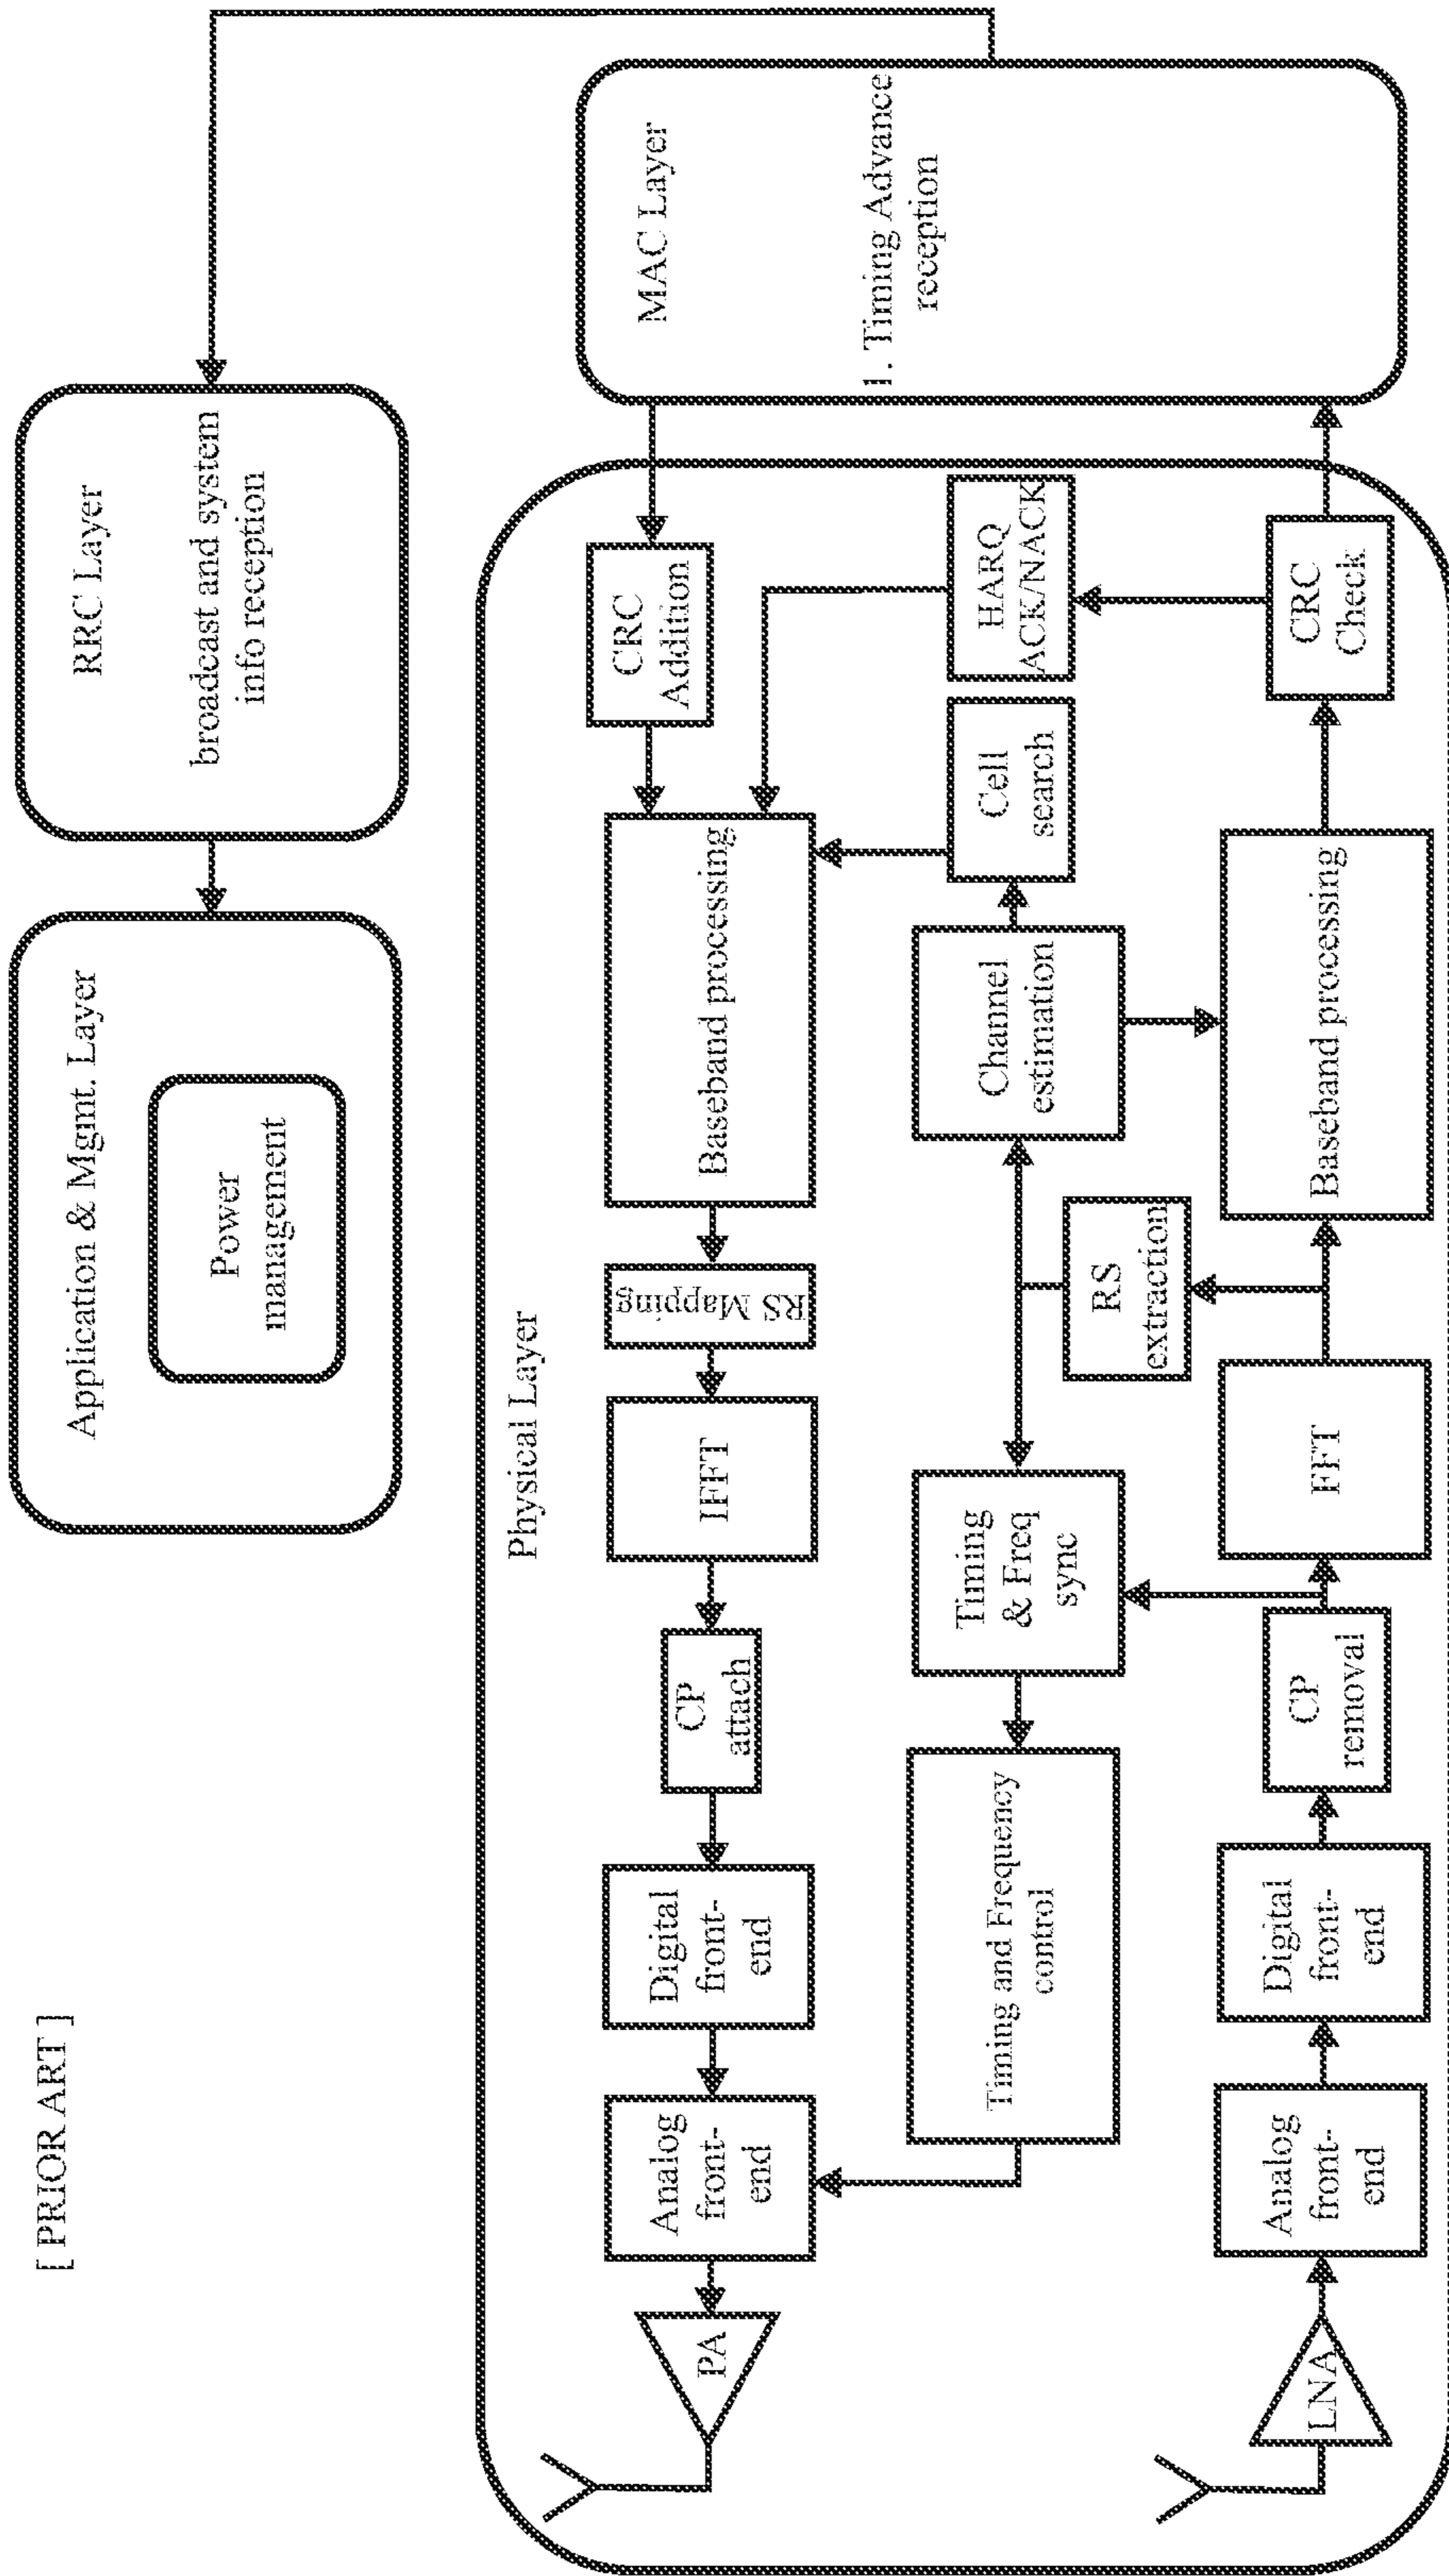 [ PRIOR ART ]
Application & Mgmt. Layer
Power
management
RRC Layer
broadcast and system
info reception
Physical Layer
PA
Analog
front-
end
Digital
front-
end
CP
attach
IFFT
RS Mapping
Baseband processing
CRC
Addition
MAC Layer
1. Timing Advance
reception
Timing and Frequency
control
Timing
& Freq
sync
RS
extraction
Channel
estimation
Cell
search
HARQ
ACK/NACK
LNA
Analog
front-
end
Digital
front-
end
CP
removal
FFT
Baseband processing
CRC
Check